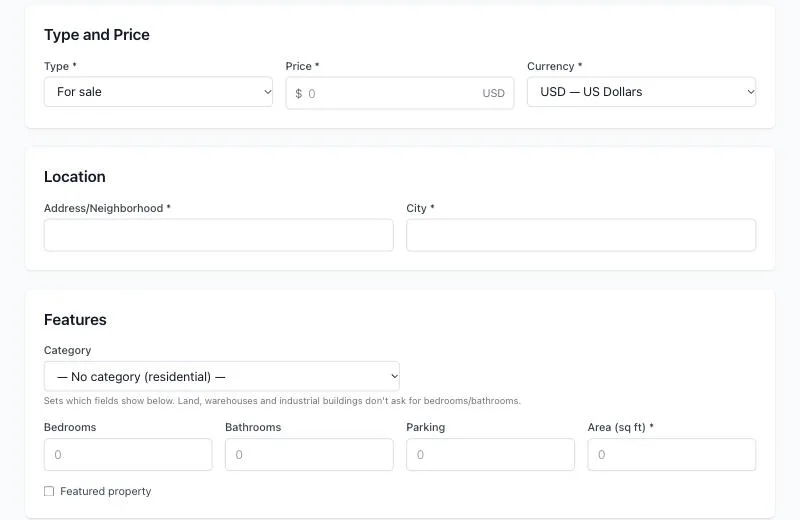 Type and Price
Type * Price * Currency *
For sale $ 0 USD USD — US Dollars
Location
Address/Neighborhood * City *
Features
Category
— No category (residential) —
Sets which fields show below. Land, warehouses and industrial buildings don't ask for bedrooms/bathrooms.
Bedrooms Bathrooms Parking Area (sq ft) *
0 0 0 0
Featured property